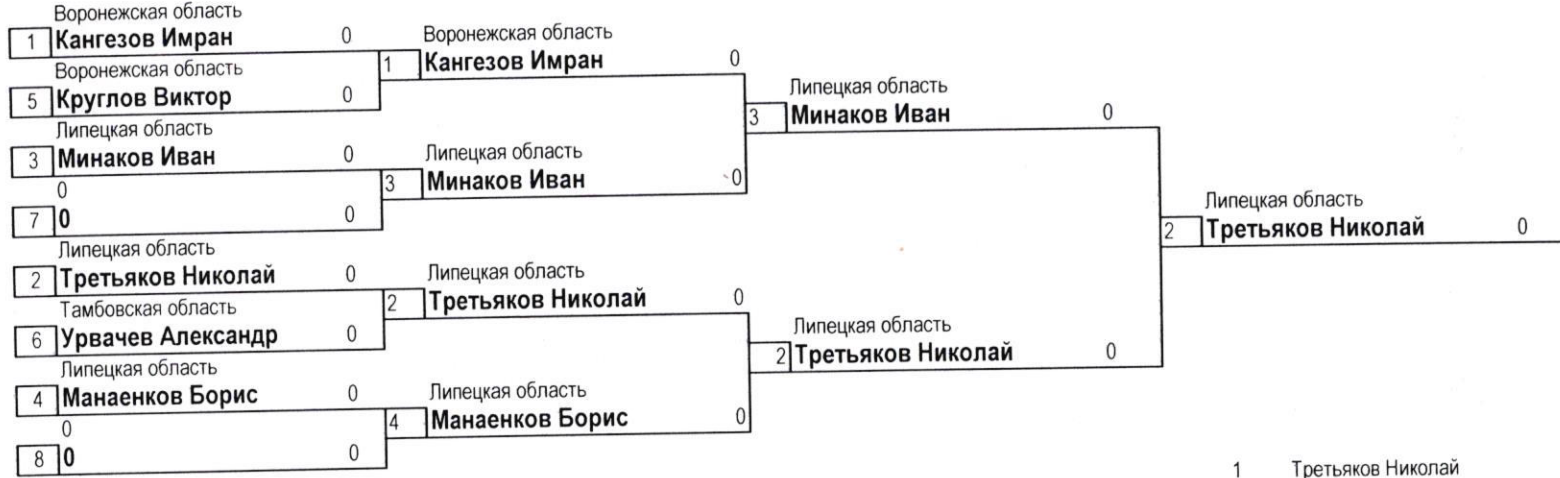 Воронежская область
1 Кангезов Имран 0
Воронежская область
5 Круглов Виктор 0
Липецкая область
3 Минаков Иван 0
0
7 0 0
Липецкая область
2 Третьяков Николай 0
Тамбовская область
6 Урвачев Александр 0
Липецкая область
4 Манаенков Борис 0
0
8 0 0
Воронежская область
1 Кангезов Имран 0
Липецкая область
3 Минаков Иван 0
Липецкая область
2 Третьяков Николай 0
Липецкая область
4 Манаенков Борис 0
Липецкая область
3 Минаков Иван 0
Липецкая область
2 Третьяков Николай 0
Липецкая область
2 Третьяков Николай 0
1 Третьяков Николай